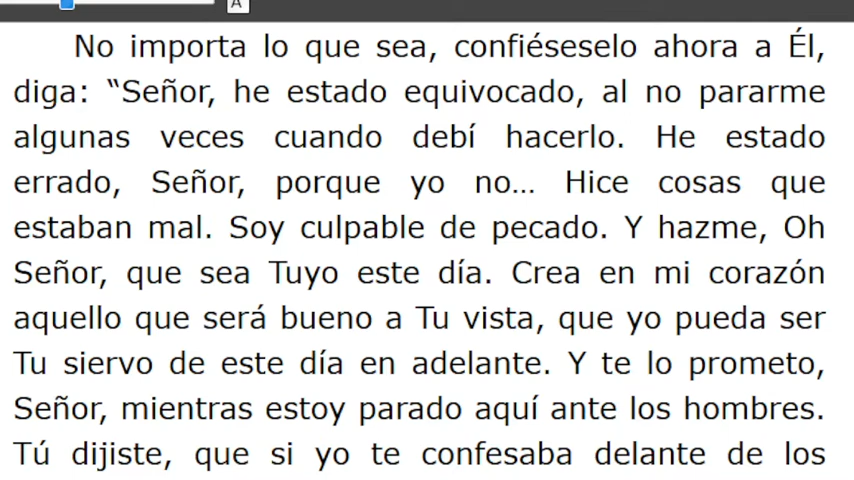 A
No importa lo que sea, confiéseselo ahora a Él,
diga: “Señor, he estado equivocado, al no pararme
algunas veces cuando debí hacerlo. He estado
errado, Señor, porque yo no… Hice cosas que
estaban mal. Soy culpable de pecado. Y hazme, Oh
Señor, que sea Tuyo este día. Crea en mi corazón
aquello que será bueno a Tu vista, que yo pueda ser
Tu siervo de este día en adelante. Y te lo prometo,
Señor, mientras estoy parado aquí ante los hombres.
Tú dijiste, que si yo te confesaba delante de los